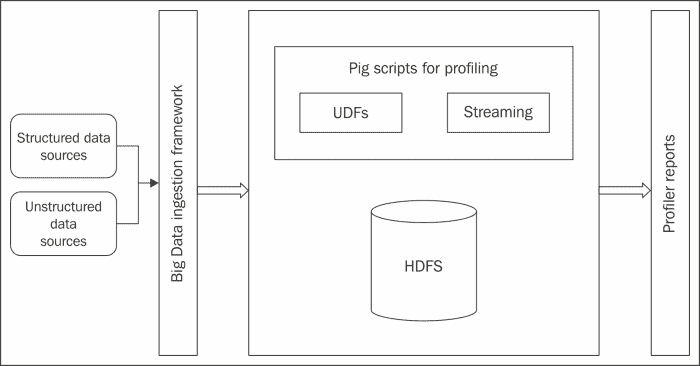 Structured data
sources
Unstructured
data
sources
Big Data ingestion framework
Pig scripts for profiling
UDFs
Streaming
HDFS
Profiler reports